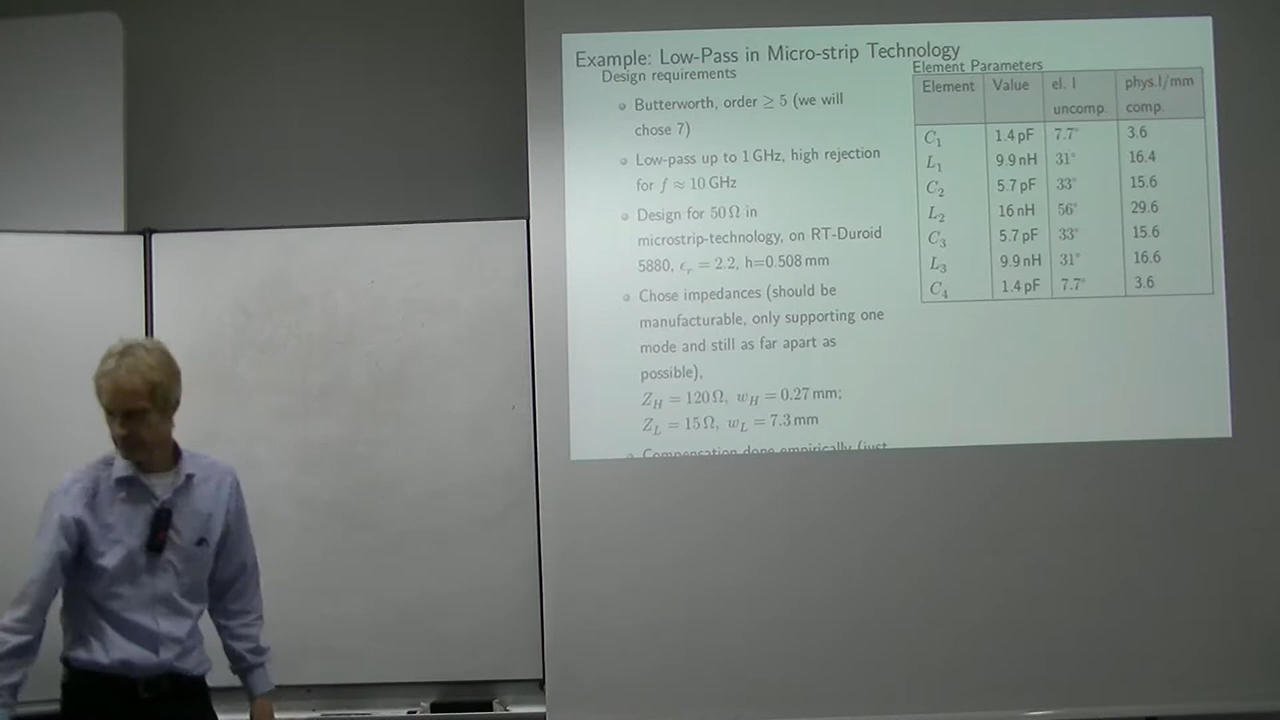 Example: Low-Pass in Micro-strip Technology
Design requirements
Butterworth, order ≥ 5 (we will
chose 7)
Low-pass up to 1 GHz, high rejection
for f ≈ 10 GHz
Design for 50 Ω in
microstrip-technology, on RT-Duroid
5880, ϵr = 2.2, h=0.508 mm
Chose impedances (should be
manufacturable, only supporting one
mode and still as far apart as
possible),
ZH = 120 Ω, wH = 0.27 mm;
ZL = 15 Ω, wL = 7.3 mm
Compensation done empirically (just
Element Parameters
Element Value el. l phys.l/mm
uncomp. comp.
C1 1.4 pF 7.7° 3.6
L1 9.9 nH 31° 16.4
C2 5.7 pF 33° 15.6
L2 16 nH 56° 29.6
C3 5.7 pF 33° 15.6
L3 9.9 nH 31° 16.6
C4 1.4 pF 7.7° 3.6